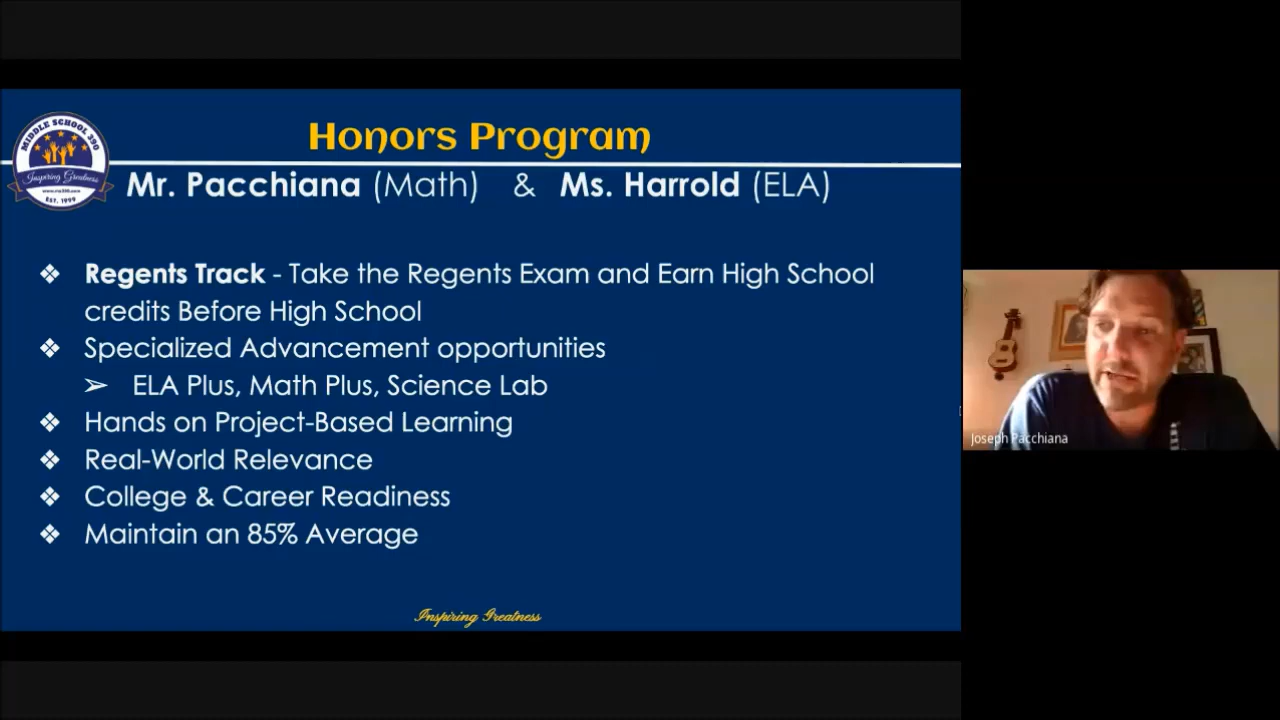 Honors Program
MIDDLE SCHOOL 390
Inspiring Greatness
www.ms390.com
EST. 1999
Mr. Pacchiana (Math) & Ms. Harrold (ELA)
❖ Regents Track - Take the Regents Exam and Earn High School
credits Before High School
❖ Specialized Advancement opportunities
➢ ELA Plus, Math Plus, Science Lab
❖ Hands on Project-Based Learning
❖ Real-World Relevance
❖ College & Career Readiness
❖ Maintain an 85% Average
Inspiring Greatness
Joseph Pacchiana